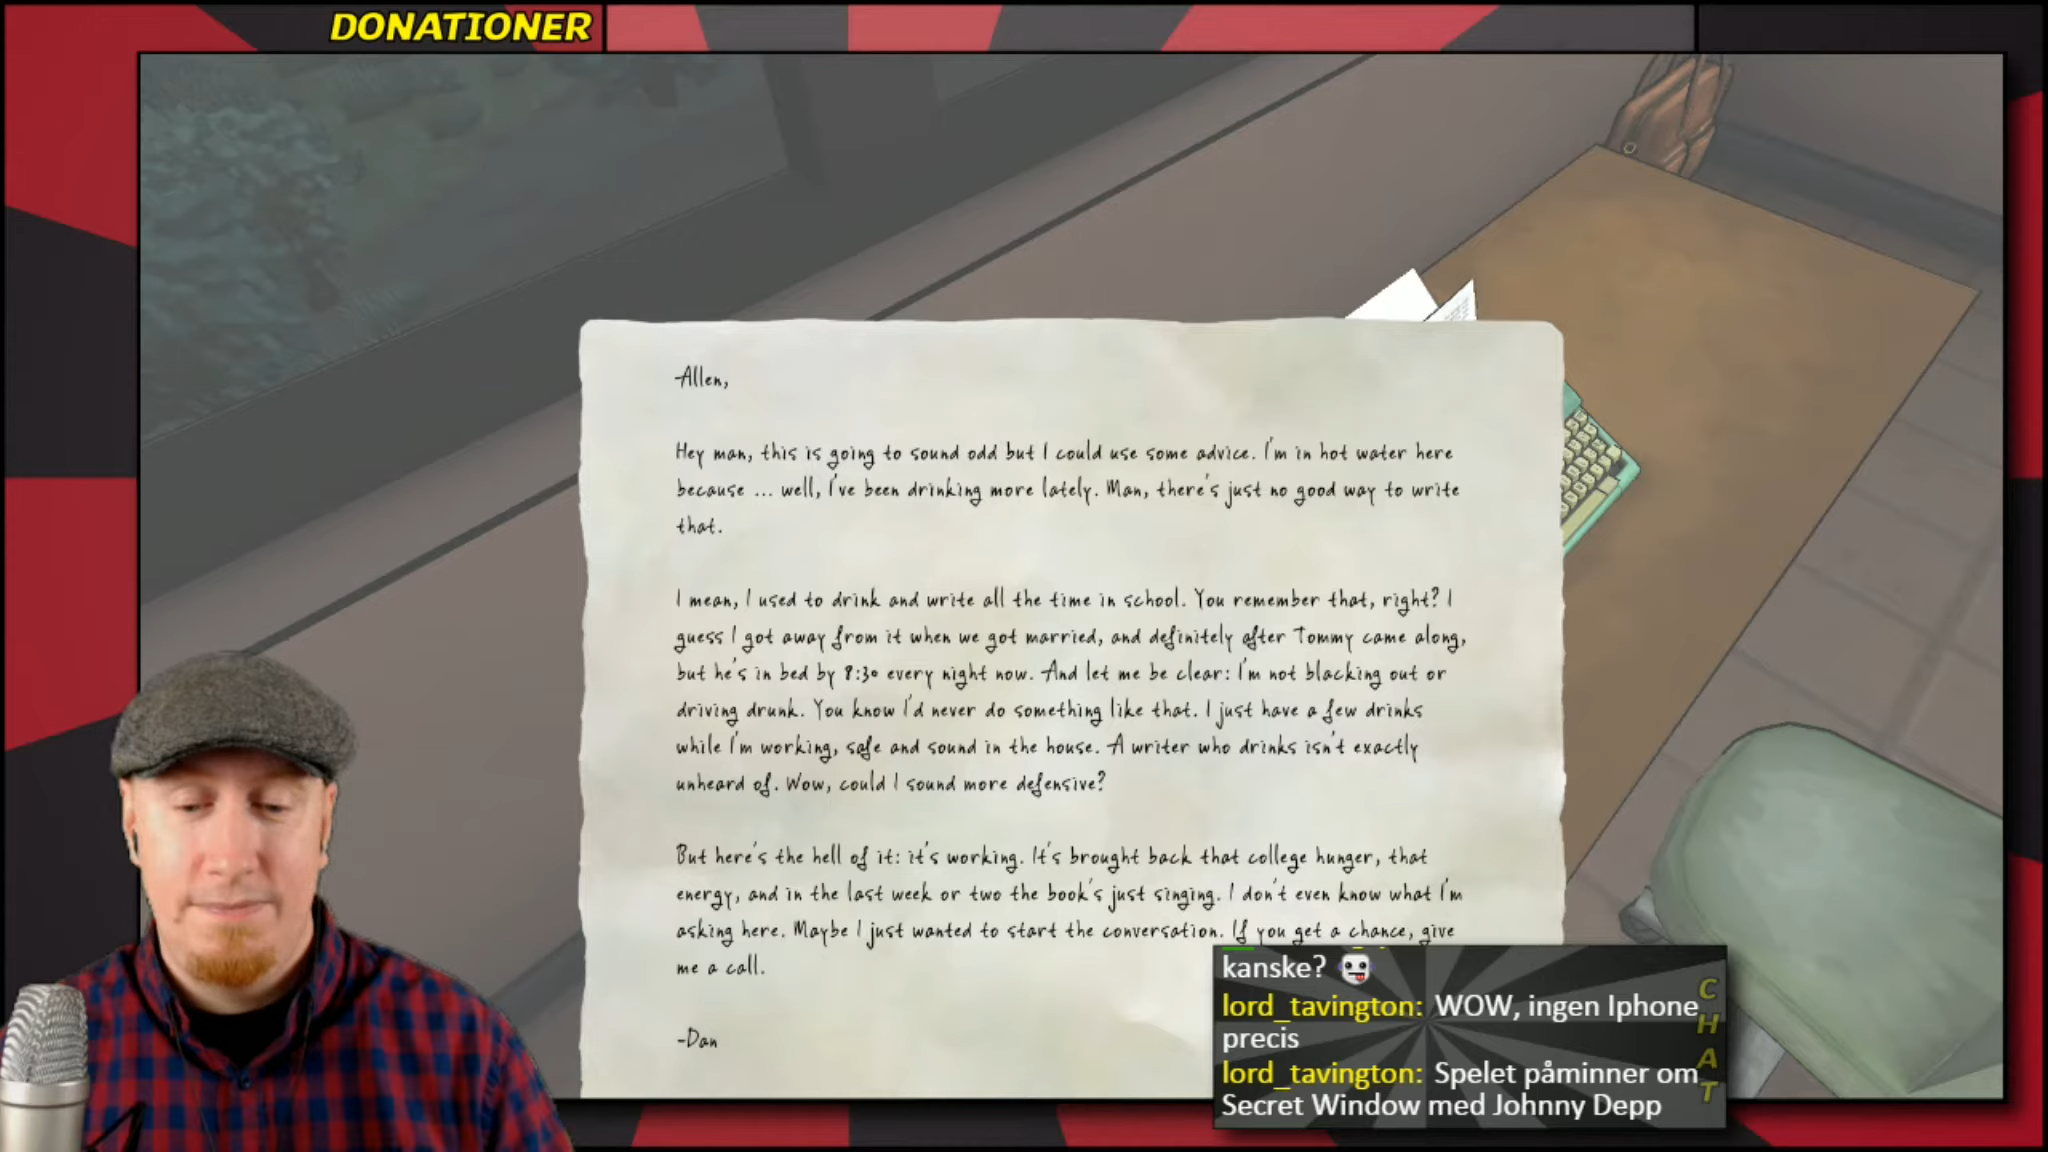 DONATIONER
Allen,
Hey man, this is going to sound odd but I could use some advice. I'm in hot water here
because ... well, I've been drinking more lately. Man, there's just no good way to write
that.
I mean, I used to drink and write all the time in school. You remember that, right? I
guess I got away from it when we got married, and definitely after Tommy came along,
but he's in bed by 8:30 every night now. And let me be clear: I'm not blacking out or
driving drunk. You know I'd never do something like that. I just have a few drinks
while I'm working, safe and sound in the house. A writer who drinks isn't exactly
unheard of. Wow, could I sound more defensive?
But here's the hell of it: it's working. It's brought back that college hunger, that
energy, and in the last week or two the book's just singing. I don't even know what I'm
asking here. Maybe I just wanted to start the conversation. If you get a chance, give
me a call.
-Dan
kanske?
lord_tavington: WOW, ingen Iphone
precis
lord_tavington: Spelet påminner om
Secret Window med Johnny Depp
CHAT